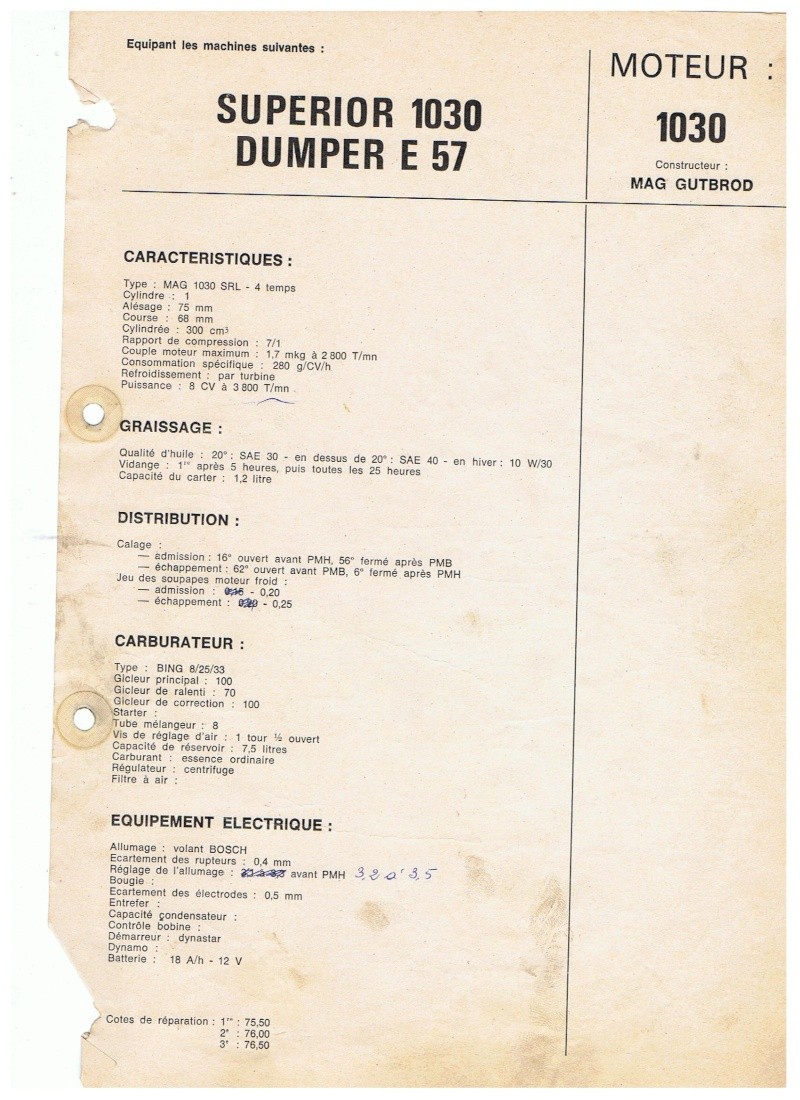 Equipant les machines suivantes :
SUPERIOR 1030
DUMPER E 57
MOTEUR :
1030
Constructeur :
MAG GUTBROD
CARACTERISTIQUES :
Type : MAG 1030 SRL - 4 temps
Cylindre : 1
Alésage : 75 mm
Course : 68 mm
Cylindrée : 300 cm³
Rapport de compression : 7/1
Couple moteur maximum : 1,7 mkg à 2 800 T/mn
Consommation spécifique : 280 g/CV/h
Refroidissement : par turbine
Puissance : 8 CV à 3 800 T/mn
GRAISSAGE :
Qualité d'huile : 20° : SAE 30 - en dessus de 20° : SAE 40 - en hiver : 10 W/30
Vidange : 1re après 5 heures, puis toutes les 25 heures
Capacité du carter : 1,2 litre
DISTRIBUTION :
Calage :
— admission : 16° ouvert avant PMH, 56° fermé après PMB
— échappement : 62° ouvert avant PMB, 6° fermé après PMH
Jeu des soupapes moteur froid :
— admission : - 0,20
— échappement : - 0,25
CARBURATEUR :
Type : BING 8/25/33
Gicleur principal : 100
Gicleur de ralenti : 70
Gicleur de correction : 100
Starter :
Tube mélangeur : 8
Vis de réglage d'air : 1 tour ½ ouvert
Capacité de réservoir : 7,5 litres
Carburant : essence ordinaire
Régulateur : centrifuge
Filtre à air :
EQUIPEMENT ELECTRIQUE :
Allumage : volant BOSCH
Ecartement des rupteurs : 0,4 mm
Réglage de l'allumage : avant PMH 3,2 à 3,5
Bougie :
Ecartement des électrodes : 0,5 mm
Entrefer :
Capacité condensateur :
Contrôle bobine :
Démarreur : dynastar
Dynamo :
Batterie : 18 A/h - 12 V
Cotes de réparation : 1re : 75,50
2e : 76,00
3e : 76,50